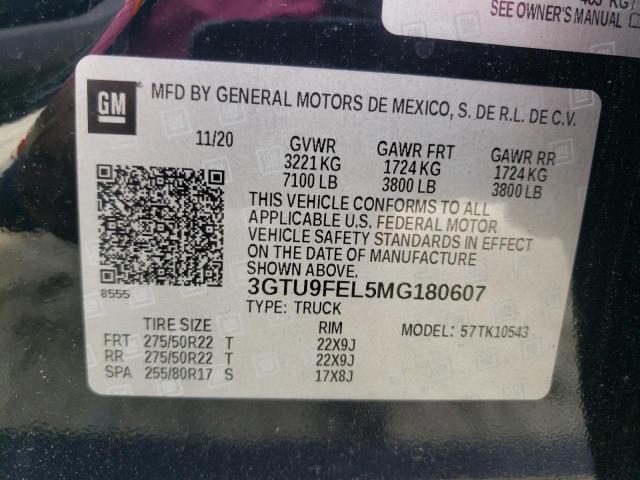 KG
SEE OWNER'S MANUAL
GM
MFD BY GENERAL MOTORS DE MEXICO, S. DE R.L. DE C.V.
11/20 GVWR GAWR FRT GAWR RR
3221 KG 1724 KG 1724 KG
7100 LB 3800 LB 3800 LB
THIS VEHICLE CONFORMS TO ALL
APPLICABLE U.S. FEDERAL MOTOR
VEHICLE SAFETY STANDARDS IN EFFECT
ON THE DATE OF MANUFACTURE
SHOWN ABOVE.
8555
3GTU9FEL5MG180607
TYPE: TRUCK
TIRE SIZE RIM MODEL: 57TK10543
FRT 275/50R22 T 22X9J
RR 275/50R22 T 22X9J
SPA 255/80R17 S 17X8J